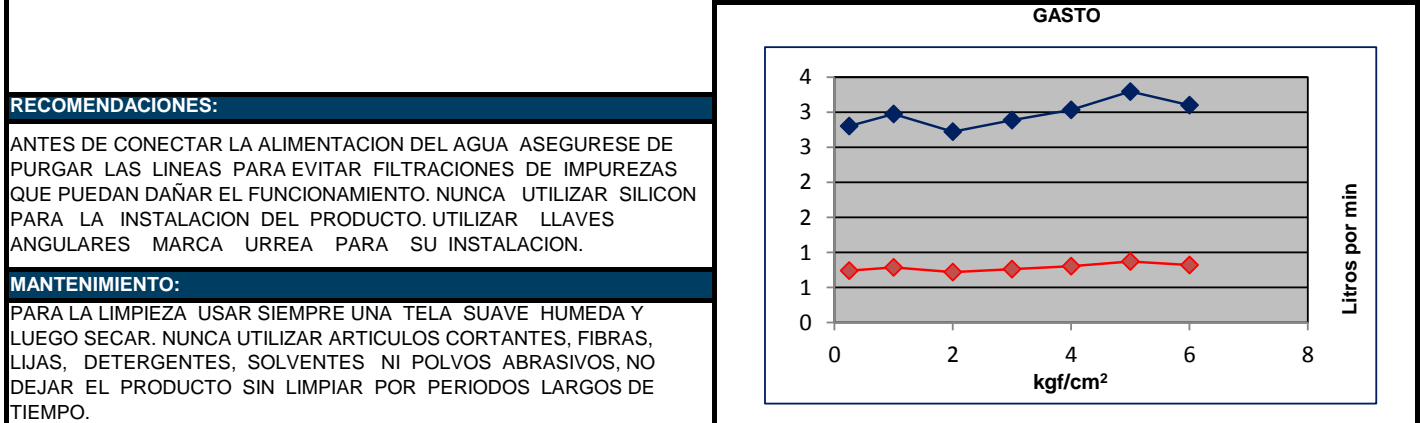 RECOMENDACIONES:
ANTES DE CONECTAR LA ALIMENTACION DEL AGUA ASEGURESE DE
PURGAR LAS LINEAS PARA EVITAR FILTRACIONES DE IMPUREZAS
QUE PUEDAN DAÑAR EL FUNCIONAMIENTO. NUNCA UTILIZAR SILICON
PARA LA INSTALACION DEL PRODUCTO. UTILIZAR LLAVES
ANGULARES MARCA URREA PARA SU INSTALACION.
MANTENIMIENTO:
PARA LA LIMPIEZA USAR SIEMPRE UNA TELA SUAVE HUMEDA Y
LUEGO SECAR. NUNCA UTILIZAR ARTICULOS CORTANTES, FIBRAS,
LIJAS, DETERGENTES, SOLVENTES NI POLVOS ABRASIVOS, NO
DEJAR EL PRODUCTO SIN LIMPIAR POR PERIODOS LARGOS DE
TIEMPO.
GASTO
4
3
3
2
2
1
1
0
0 2 4 6 8
kgf/cm²
Litros por min